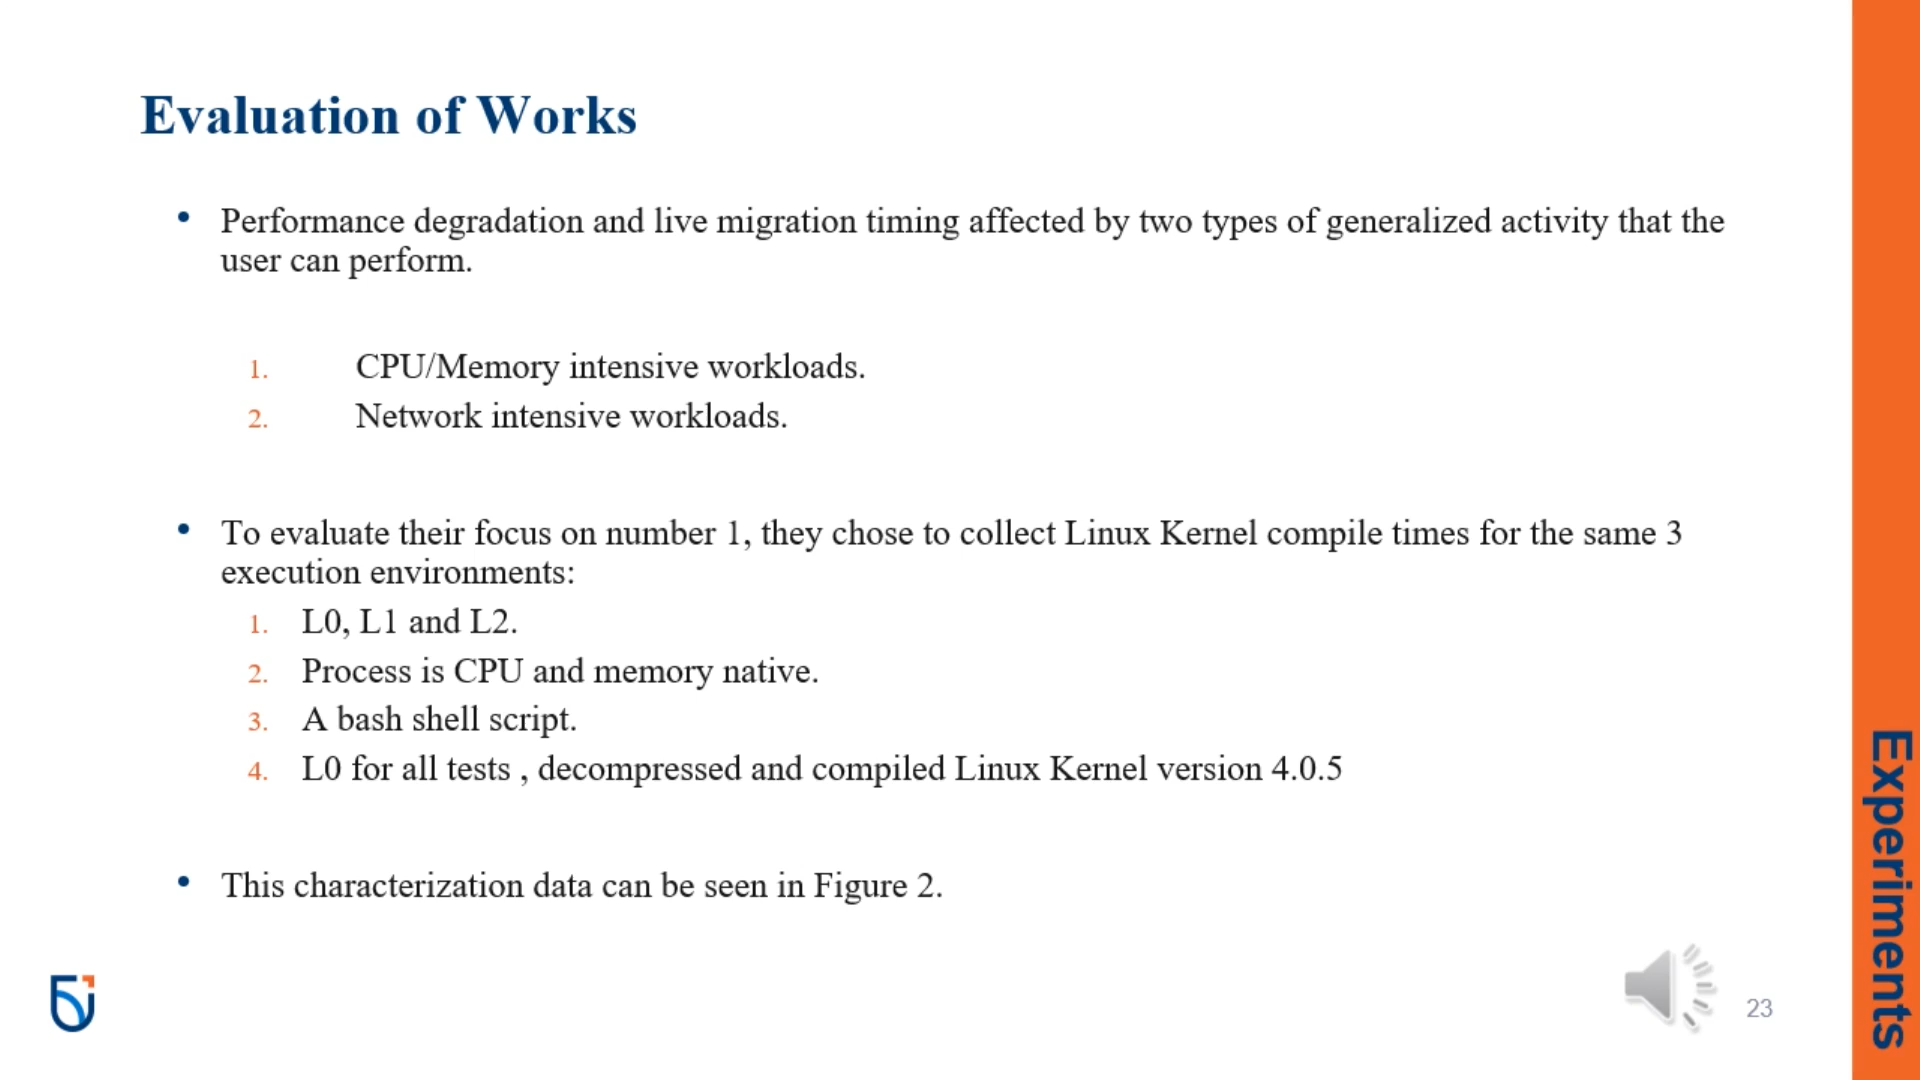 Evaluation of Works
• Performance degradation and live migration timing affected by two types of generalized activity that the
user can perform.
1. CPU/Memory intensive workloads.
2. Network intensive workloads.
• To evaluate their focus on number 1, they chose to collect Linux Kernel compile times for the same 3
execution environments:
1. L0, L1 and L2.
2. Process is CPU and memory native.
3. A bash shell script.
4. L0 for all tests , decompressed and compiled Linux Kernel version 4.0.5
• This characterization data can be seen in Figure 2.
23
Experiments